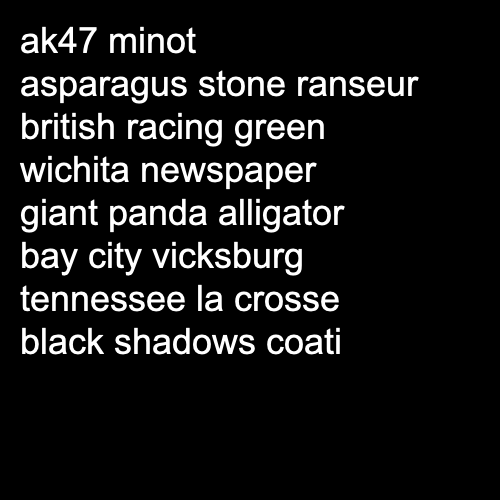 ak47 minot
asparagus stone ranseur
british racing green
wichita newspaper
giant panda alligator
bay city vicksburg
tennessee la crosse
black shadows coati